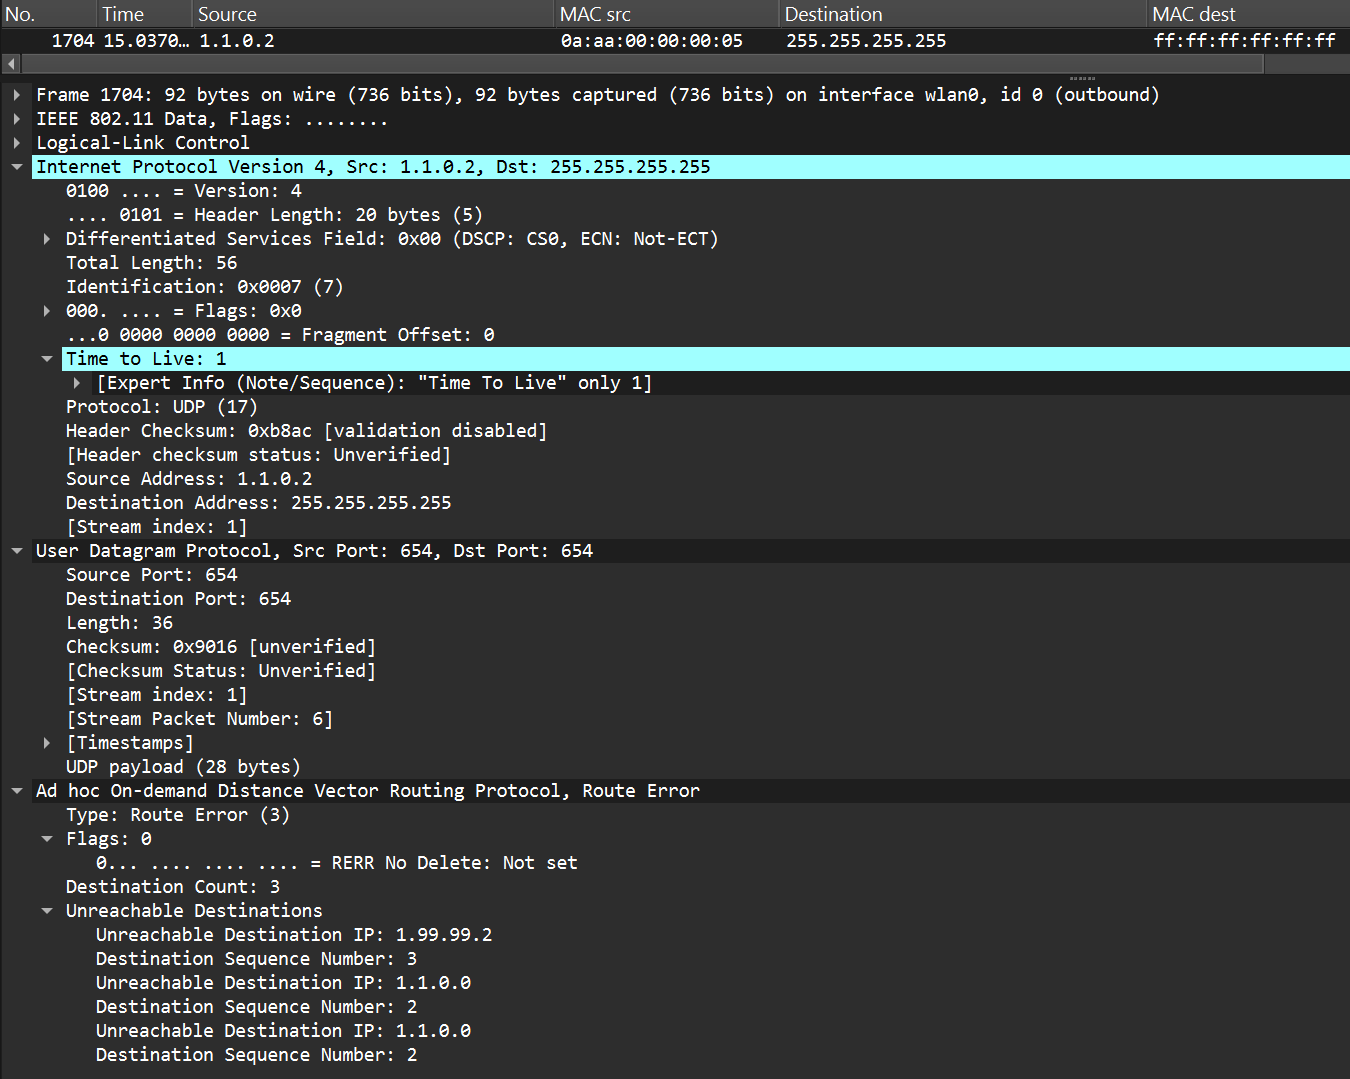 No. Time Source MAC src Destination MAC dest
1704 15.0370… 1.1.0.2 0a:aa:00:00:00:05 255.255.255.255 ff:ff:ff:ff:ff:ff
Frame 1704: 92 bytes on wire (736 bits), 92 bytes captured (736 bits) on interface wlan0, id 0 (outbound)
IEEE 802.11 Data, Flags: ........
Logical-Link Control
Internet Protocol Version 4, Src: 1.1.0.2, Dst: 255.255.255.255
0100 .... = Version: 4
.... 0101 = Header Length: 20 bytes (5)
Differentiated Services Field: 0x00 (DSCP: CS0, ECN: Not-ECT)
Total Length: 56
Identification: 0x0007 (7)
000. .... = Flags: 0x0
...0 0000 0000 0000 = Fragment Offset: 0
Time to Live: 1
[Expert Info (Note/Sequence): "Time To Live" only 1]
Protocol: UDP (17)
Header Checksum: 0xb8ac [validation disabled]
[Header checksum status: Unverified]
Source Address: 1.1.0.2
Destination Address: 255.255.255.255
[Stream index: 1]
User Datagram Protocol, Src Port: 654, Dst Port: 654
Source Port: 654
Destination Port: 654
Length: 36
Checksum: 0x9016 [unverified]
[Checksum Status: Unverified]
[Stream index: 1]
[Stream Packet Number: 6]
[Timestamps]
UDP payload (28 bytes)
Ad hoc On-demand Distance Vector Routing Protocol, Route Error
Type: Route Error (3)
Flags: 0
0... .... .... .... = RERR No Delete: Not set
Destination Count: 3
Unreachable Destinations
Unreachable Destination IP: 1.99.99.2
Destination Sequence Number: 3
Unreachable Destination IP: 1.1.0.0
Destination Sequence Number: 2
Unreachable Destination IP: 1.1.0.0
Destination Sequence Number: 2